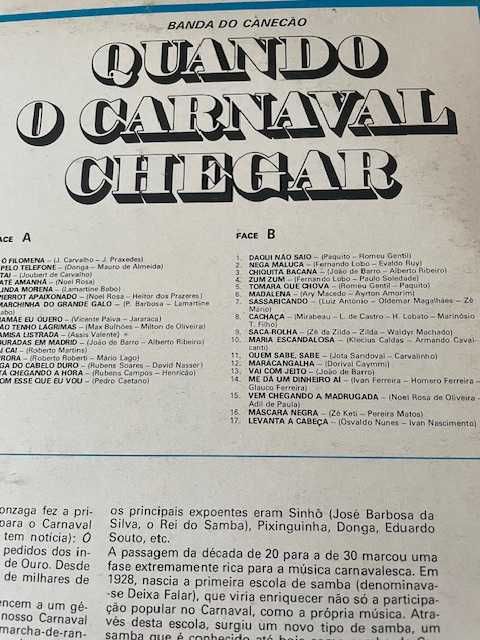 BANDA DO CANECÃO
QUANDO
O CARNAVAL
CHEGAR
FACE A
Ô FILOMENA – (J. Carvalho – J. Praxedes)
PELO TELEFONE – (Donga – Mauro de Almeida)
TAÍ – (Joubert de Carvalho)
ATÉ AMANHÃ – (Noel Rosa)
LINDA MORENA – (Lamartine Babo)
PIERROT APAIXONADO – (Noel Rosa – Heitor dos Prazeres)
MARCHINHA DO GRANDE GALO – (P. Barbosa – Lamartine
Babo)
MAMÃE EU QUERO – (Vicente Paiva – Jararaca)
NÃO TENHO LÁGRIMAS – (Max Bulhões – Milton de Oliveira)
CAMISA LISTRADA – (Assis Valente)
TOURADAS EM MADRID – (João de Barro – Alberto Ribeiro)
AI CAI – (Roberto Martins)
AURORA – (Roberto Roberti – Mário Lago)
NEGA DO CABELO DURO – (Rubens Soares – David Nasser)
TÁ CHEGANDO A HORA – (Rubens Campos – Henricão)
COM ESSE QUE EU VOU – (Pedro Caetano)
FACE B
1. DAQUI NÃO SAIO – (Paquito – Romeu Gentil)
2. NEGA MALUCA – (Fernando Lobo – Evaldo Ruy)
3. CHIQUITA BACANA – (João de Barro – Alberto Ribeiro)
4. ZUM ZUM – (Fernando Lobo – Paulo Soledade)
5. TOMARA QUE CHOVA – (Romeu Gentil – Paquito)
6. MADALENA – (Ary Macedo – Ayrton Amorim)
7. SASSARICANDO – (Luiz Antônio – Oldemar Magalhães – Zé
Mário)
8. CACHAÇA – (Mirabeau – L. de Castro – H. Lobato – Marinósio
T. Filho)
9. SACA ROLHA – (Zé da Zilda – Zilda – Waldyr Machado)
10. MARIA ESCANDALOSA – (Klecius Caldas – Armando Caval-
canti)
11. QUEM SABE, SABE – (Jota Sandoval – Carvalinho)
12. MARACANGALHA – (Dorival Caymmi)
13. VAI COM JEITO – (João de Barro)
14. ME DÁ UM DINHEIRO AÍ – (Ivan Ferreira – Homero Ferreira –
Glauco Ferreira)
15. VEM CHEGANDO A MADRUGADA – (Noel Rosa de Oliveira –
Adil de Paula)
16. MÁSCARA NEGRA – (Zé Keti – Pereira Matos)
17. LEVANTA A CABEÇA – (Osvaldo Nunes – Ivan Nascimento)
onzaga fez a pri-
para o Carnaval
tem notícia): Ó
pedidos dos in-
de Ouro. Desde
de milhares de
encem a um gê-
nosso Carnaval
marcha-de-ran-
os principais expoentes eram Sinhô (José Barbosa da
Silva, o Rei do Samba), Pixinguinha, Donga, Eduardo
Souto, etc.
A passagem da década de 20 para a de 30 marcou uma
fase extremamente rica para a música carnavalesca. Em
1928, nascia a primeira escola de samba (denominava-
-se Deixa Falar), que viria enriquecer não só a participa-
ção popular no Carnaval, como a própria música. Atra-
vés desta escola, surgiu um novo tipo de samba, um
samba que é conhecido até hoje como